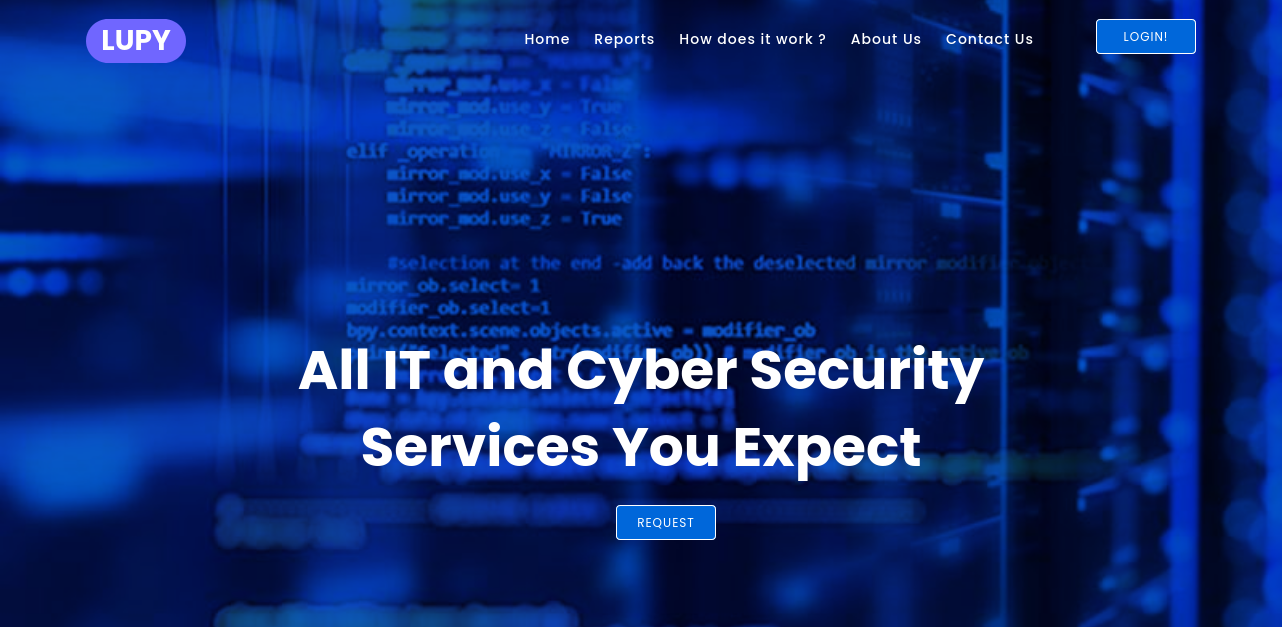 LUPY
Home Reports How does it work ? About Us Contact Us LOGIN!
mirror_mod.use_x = False
mirror_mod.use_y = True
mirror_mod.use_z = False
elif _operation == "MIRROR_Z":
mirror_mod.use_x = False
mirror_mod.use_y = False
mirror_mod.use_z = True
#selection at the end -add back the deselected mirror modifier object
mirror_ob.select= 1
modifier_ob.select=1
bpy.context.scene.objects.active = modifier_ob
All IT and Cyber Security
Services You Expect
REQUEST